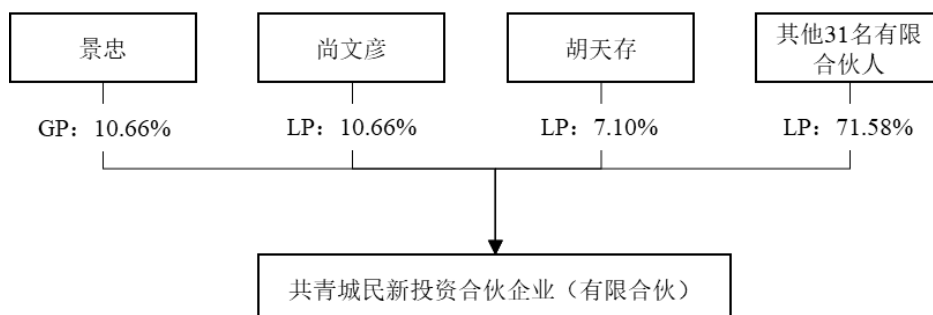 景忠
尚文彦
胡天存
其他31名有限
合伙人
GP：10.66%
LP：10.66%
LP：7.10%
LP：71.58%
共青城民新投资合伙企业（有限合伙）